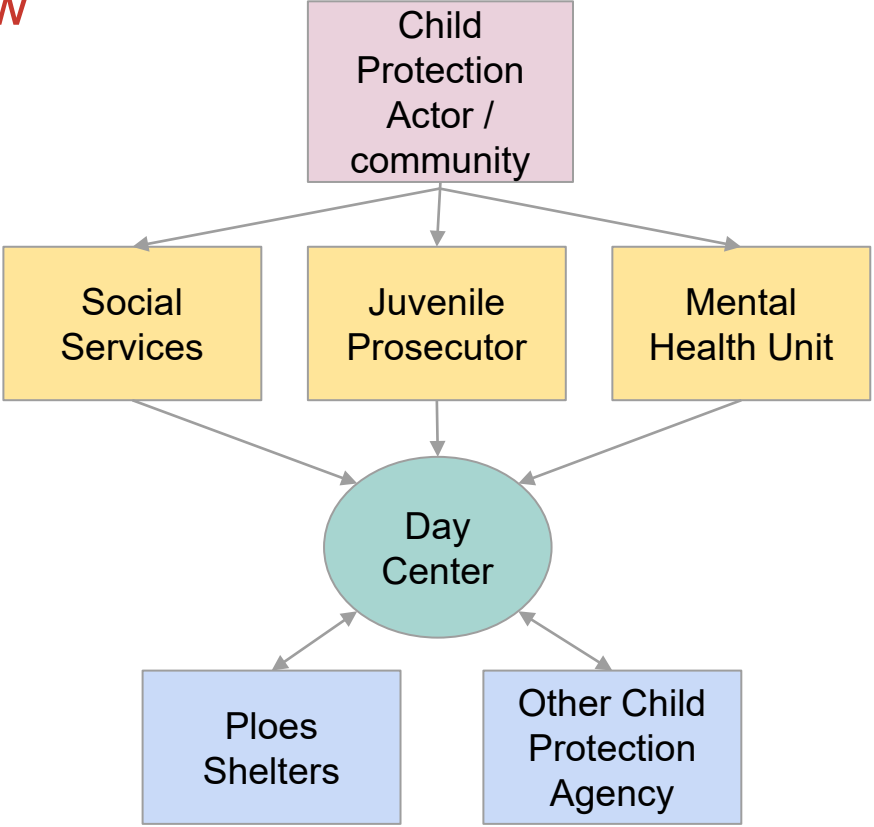 w
Child
Protection
Actor /
community
Social
Services
Juvenile
Prosecutor
Mental
Health Unit
Day
Center
Ploes
Shelters
Other Child
Protection
Agency